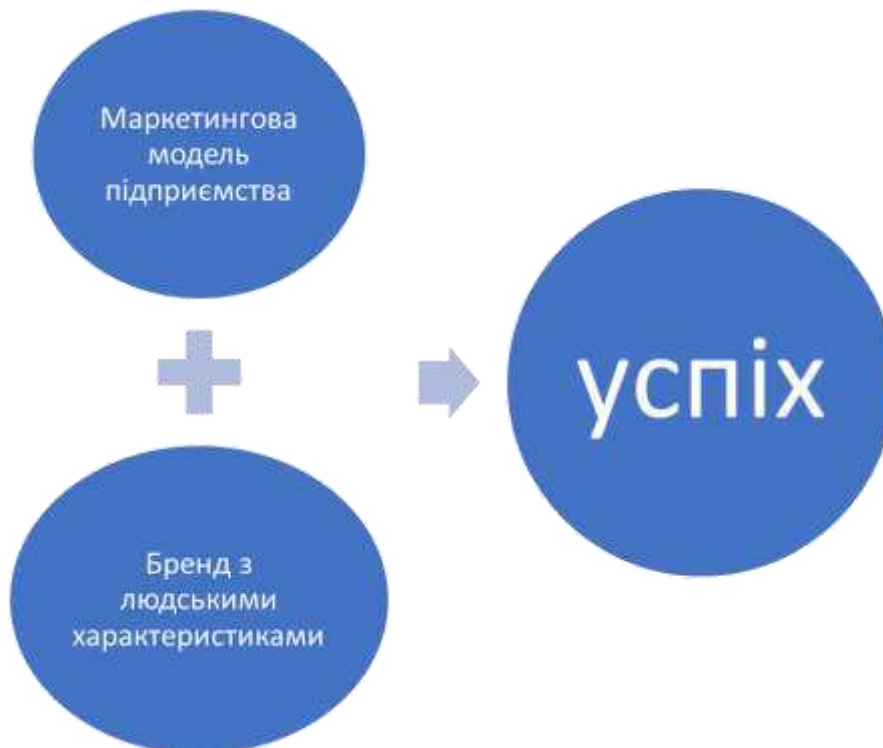 Маркетингова
модель
підприємства
успіх
Бренд з
людськими
характеристиками